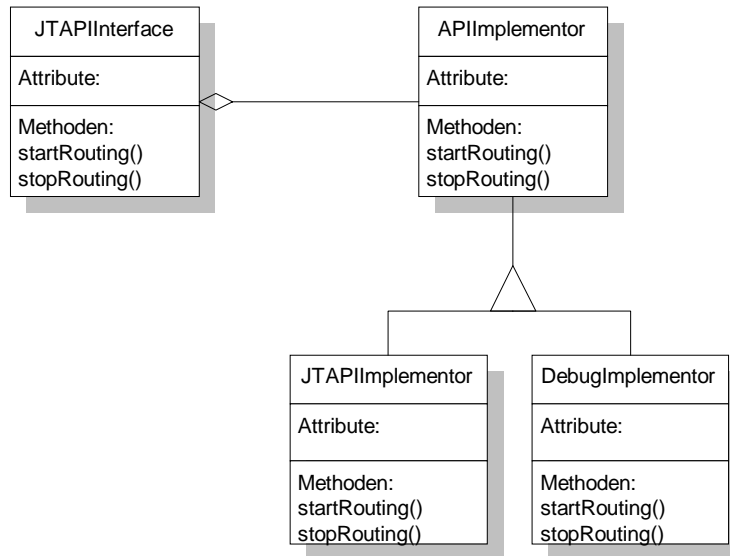 JTAPIInterface
Attribute:
Methoden:
startRouting()
stopRouting()
APIImplementor
Attribute:
Methoden:
startRouting()
stopRouting()
JTAPIImplementor
Attribute:
Methoden:
startRouting()
stopRouting()
DebugImplementor
Attribute:
Methoden:
startRouting()
stopRouting()